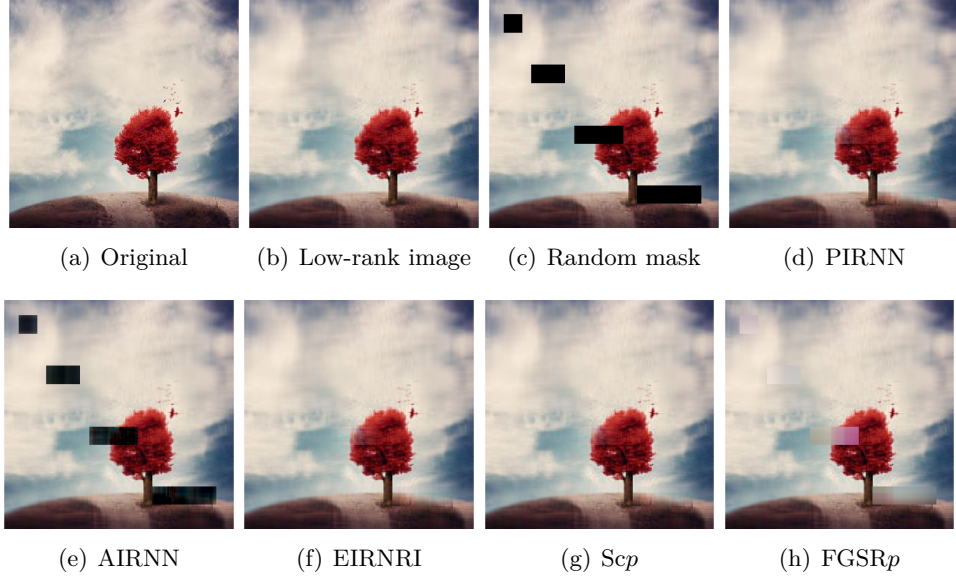 (a) Original (b) Low-rank image (c) Random mask (d) PIRNN
(e) AIRNN (f) EIRNRI (g) Scp (h) FGSRp